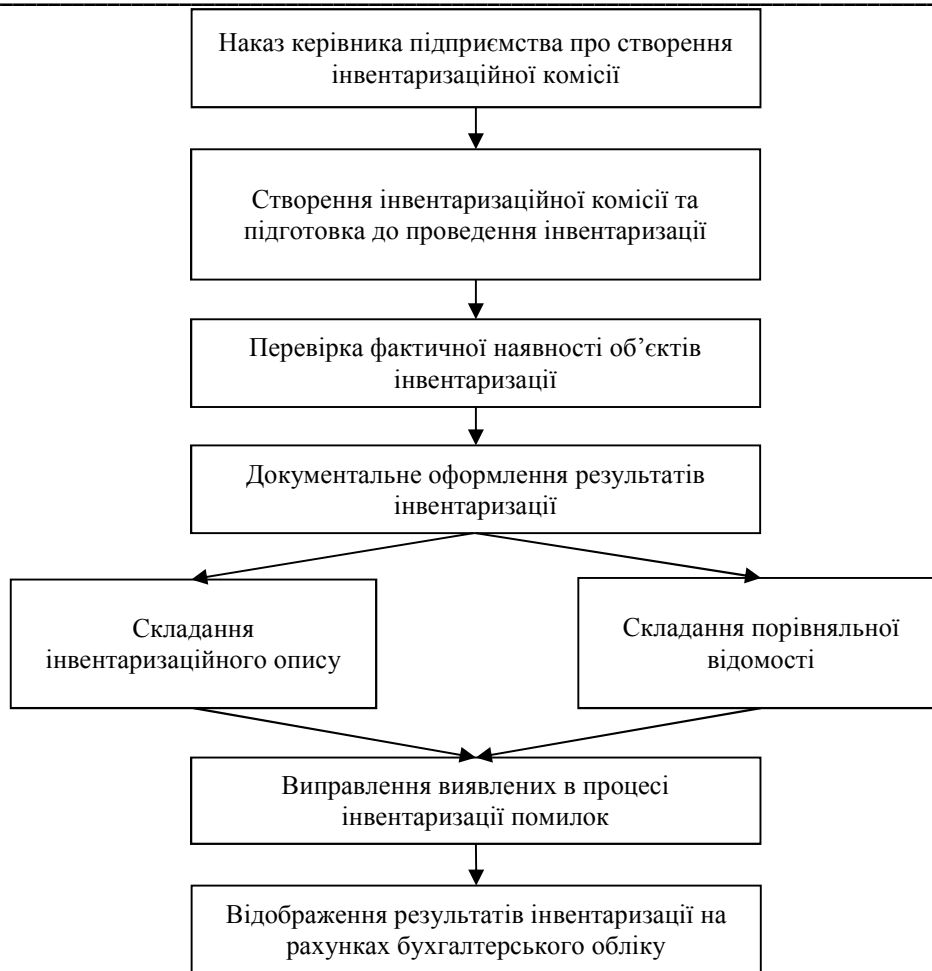 Наказ керівника підприємства про створення
інвентаризаційної комісії
Створення інвентаризаційної комісії та
підготовка до проведення інвентаризації
Перевірка фактичної наявності об’єктів
інвентаризації
Документальне оформлення результатів
інвентаризації
Складання
інвентаризаційного опису
Складання порівняльної
відомості
Виправлення виявлених в процесі
інвентаризації помилок
Відображення результатів інвентаризації на
рахунках бухгалтерського обліку